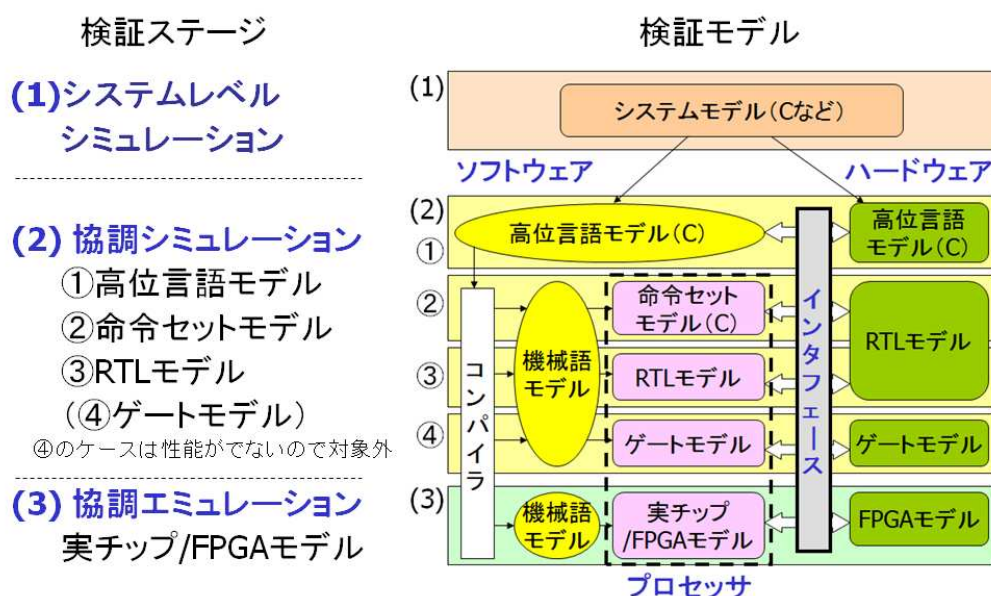 検証ステージ
(1)システムレベル
シミュレーション
(2) 協調シミュレーション
①高位言語モデル
②命令セットモデル
③RTLモデル
(④ゲートモデル)
④のケースは性能がでないので対象外
(3) 協調エミュレーション
実チップ/FPGAモデル
検証モデル
(1)
システムモデル(Cなど)
ソフトウェア
ハードウェア
(2)
①
高位言語モデル(C)
高位言語
モデル(C)
②
命令セット
モデル(C)
③
機械語
モデル
RTLモデル
RTLモデル
④
ゲートモデル
ゲートモデル
コンパイラ
インタフェース
(3)
機械語
モデル
実チップ
/FPGAモデル
FPGAモデル
プロセッサ